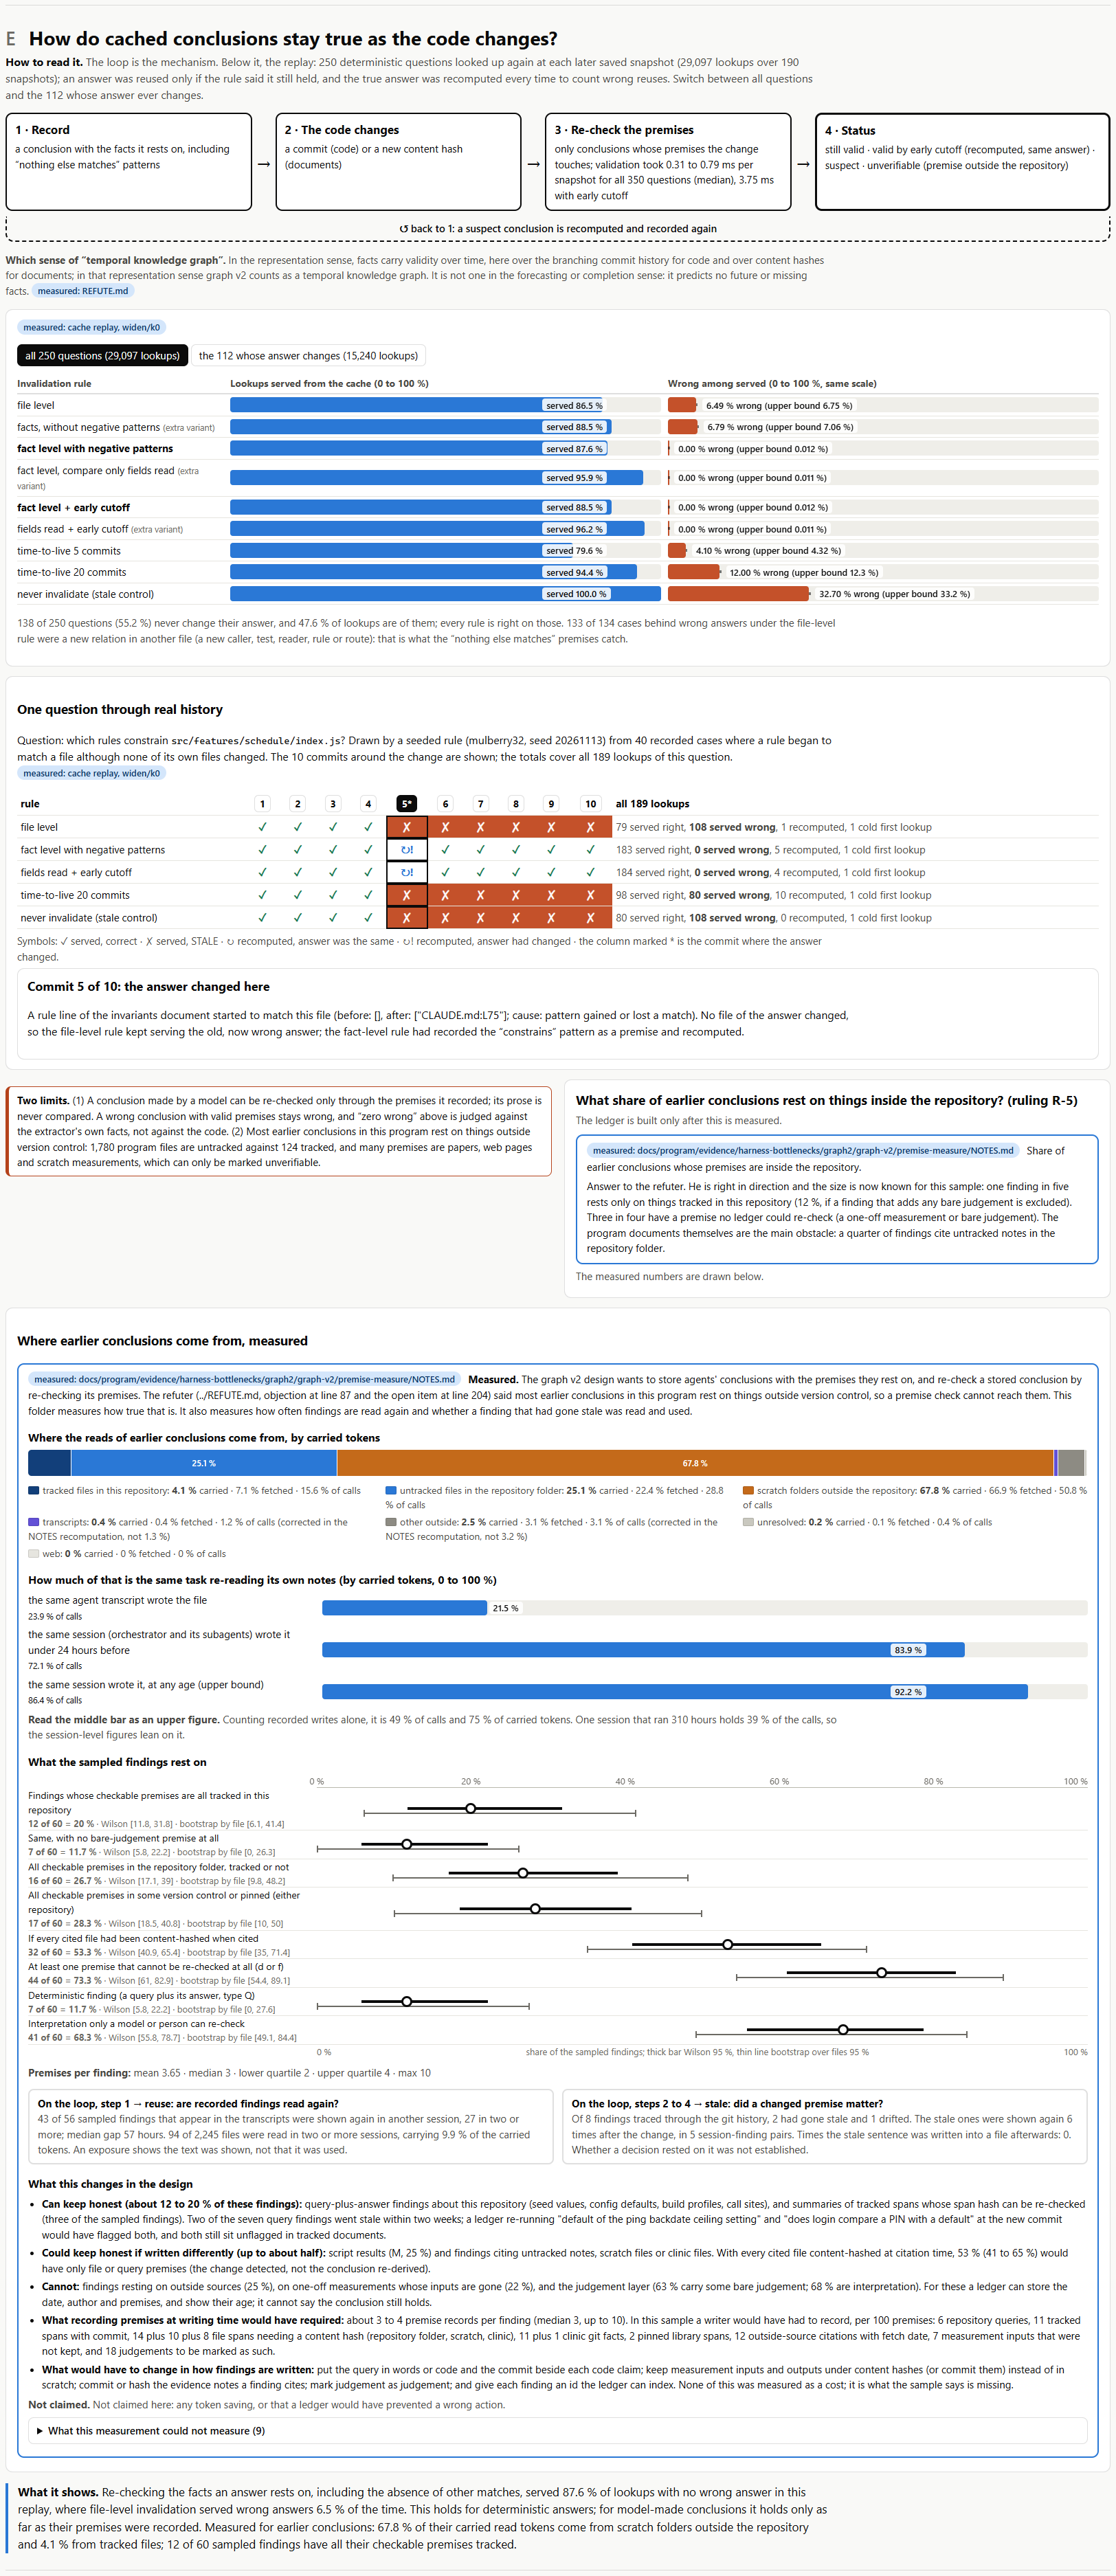 E How do cached conclusions stay true as the code changes?
How to read it. The loop is the mechanism. Below it, the replay: 250 deterministic questions looked up again at each later saved snapshot (29,097 lookups over 190
snapshots); an answer was reused only if the rule said it still held, and the true answer was recomputed every time to count wrong reuses. Switch between all questions
and the 112 whose answer ever changes.
1 · Record
a conclusion with the facts it rests on, including
“nothing else matches” patterns
→
2 · The code changes
a commit (code) or a new content hash
(documents)
→
3 · Re-check the premises
only conclusions whose premises the change
touches; validation took 0.31 to 0.79 ms per
snapshot for all 350 questions (median), 3.75 ms
with early cutoff
→
4 · Status
still valid · valid by early cutoff (recomputed, same answer) ·
suspect · unverifiable (premise outside the repository)
↺ back to 1: a suspect conclusion is recomputed and recorded again
Which sense of “temporal knowledge graph”. In the representation sense, facts carry validity over time, here over the branching commit history for code and over content hashes
for documents; in that representation sense graph v2 counts as a temporal knowledge graph. It is not one in the forecasting or completion sense: it predicts no future or missing
facts. measured: REFUTE.md
measured: cache replay, widen/k0
all 250 questions (29,097 lookups) the 112 whose answer changes (15,240 lookups)
Invalidation rule Lookups served from the cache (0 to 100 %) Wrong among served (0 to 100 %, same scale)
file level served 86.5 % 6.49 % wrong (upper bound 6.75 %)
facts, without negative patterns (extra variant) served 88.5 % 6.79 % wrong (upper bound 7.06 %)
fact level with negative patterns served 87.6 % 0.00 % wrong (upper bound 0.012 %)
fact level, compare only fields read (extra
variant) served 95.9 % 0.00 % wrong (upper bound 0.011 %)
fact level + early cutoff served 88.5 % 0.00 % wrong (upper bound 0.012 %)
fields read + early cutoff (extra variant) served 96.2 % 0.00 % wrong (upper bound 0.011 %)
time-to-live 5 commits served 79.6 % 4.10 % wrong (upper bound 4.32 %)
time-to-live 20 commits served 94.4 % 12.00 % wrong (upper bound 12.3 %)
never invalidate (stale control) served 100.0 % 32.70 % wrong (upper bound 33.2 %)
138 of 250 questions (55.2 %) never change their answer, and 47.6 % of lookups are of them; every rule is right on those. 133 of 134 cases behind wrong answers under the file-level
rule were a new relation in another file (a new caller, test, reader, rule or route): that is what the “nothing else matches” premises catch.
One question through real history
Question: which rules constrain src/features/schedule/index.js? Drawn by a seeded rule (mulberry32, seed 20261113) from 40 recorded cases where a rule began to
match a file although none of its own files changed. The 10 commits around the change are shown; the totals cover all 189 lookups of this question.
measured: cache replay, widen/k0
rule 1 2 3 4 5* 6 7 8 9 10 all 189 lookups
file level ✓ ✓ ✓ ✓ ✗ ✗ ✗ ✗ ✗ ✗ 79 served right, 108 served wrong, 1 recomputed, 1 cold first lookup
fact level with negative patterns ✓ ✓ ✓ ✓ ↻! ✓ ✓ ✓ ✓ ✓ 183 served right, 0 served wrong, 5 recomputed, 1 cold first lookup
fields read + early cutoff ✓ ✓ ✓ ✓ ↻! ✓ ✓ ✓ ✓ ✓ 184 served right, 0 served wrong, 4 recomputed, 1 cold first lookup
time-to-live 20 commits ✓ ✓ ✓ ✓ ✗ ✗ ✗ ✗ ✗ ✗ 98 served right, 80 served wrong, 10 recomputed, 1 cold first lookup
never invalidate (stale control) ✓ ✓ ✓ ✓ ✗ ✗ ✗ ✗ ✗ ✗ 80 served right, 108 served wrong, 0 recomputed, 1 cold first lookup
Symbols: ✓ served, correct · ✗ served, STALE · ↻ recomputed, answer was the same · ↻! recomputed, answer had changed · the column marked * is the commit where the answer
changed.
Commit 5 of 10: the answer changed here
A rule line of the invariants document started to match this file (before: [], after: ["CLAUDE.md:L75"]; cause: pattern gained or lost a match). No file of the answer changed,
so the file-level rule kept serving the old, now wrong answer; the fact-level rule had recorded the “constrains” pattern as a premise and recomputed.
Two limits. (1) A conclusion made by a model can be re-checked only through the premises it recorded; its prose is
never compared. A wrong conclusion with valid premises stays wrong, and “zero wrong” above is judged against
the extractor's own facts, not against the code. (2) Most earlier conclusions in this program rest on things outside
version control: 1,780 program files are untracked against 124 tracked, and many premises are papers, web pages
and scratch measurements, which can only be marked unverifiable.
What share of earlier conclusions rest on things inside the repository? (ruling R-5)
The ledger is built only after this is measured.
measured: docs/program/evidence/harness-bottlenecks/graph2/graph-v2/premise-measure/NOTES.md Share of
earlier conclusions whose premises are inside the repository.
Answer to the refuter. He is right in direction and the size is now known for this sample: one finding in five
rests only on things tracked in this repository (12 %, if a finding that adds any bare judgement is excluded).
Three in four have a premise no ledger could re-check (a one-off measurement or bare judgement). The
program documents themselves are the main obstacle: a quarter of findings cite untracked notes in the
repository folder.
The measured numbers are drawn below.
Where earlier conclusions come from, measured
measured: docs/program/evidence/harness-bottlenecks/graph2/graph-v2/premise-measure/NOTES.md Measured. The graph v2 design wants to store agents' conclusions with the premises they rest on, and re-check a stored conclusion by
re-checking its premises. The refuter (../REFUTE.md, objection at line 87 and the open item at line 204) said most earlier conclusions in this program rest on things outside version control, so a premise check cannot reach them. This
folder measures how true that is. It also measures how often findings are read again and whether a finding that had gone stale was read and used.
Where the reads of earlier conclusions come from, by carried tokens
25.1 % 67.8 %
tracked files in this repository: 4.1 % carried · 7.1 % fetched · 15.6 % of calls
untracked files in the repository folder: 25.1 % carried · 22.4 % fetched · 28.8
% of calls
scratch folders outside the repository: 67.8 % carried · 66.9 % fetched · 50.8 %
of calls
transcripts: 0.4 % carried · 0.4 % fetched · 1.2 % of calls (corrected in the
NOTES recomputation, not 1.3 %)
other outside: 2.5 % carried · 3.1 % fetched · 3.1 % of calls (corrected in the
NOTES recomputation, not 3.2 %)
unresolved: 0.2 % carried · 0.1 % fetched · 0.4 % of calls
web: 0 % carried · 0 % fetched · 0 % of calls
How much of that is the same task re-reading its own notes (by carried tokens, 0 to 100 %)
the same agent transcript wrote the file
23.9 % of calls
21.5 %
the same session (orchestrator and its subagents) wrote it
under 24 hours before
72.1 % of calls
83.9 %
the same session wrote it, at any age (upper bound)
86.4 % of calls
92.2 %
Read the middle bar as an upper figure. Counting recorded writes alone, it is 49 % of calls and 75 % of carried tokens. One session that ran 310 hours holds 39 % of the calls, so
the session-level figures lean on it.
What the sampled findings rest on
0 % 20 % 40 % 60 % 80 % 100 %
Findings whose checkable premises are all tracked in this
repository
12 of 60 = 20 % · Wilson [11.8, 31.8] · bootstrap by file [6.1, 41.4]
Same, with no bare-judgement premise at all
7 of 60 = 11.7 % · Wilson [5.8, 22.2] · bootstrap by file [0, 26.3]
All checkable premises in the repository folder, tracked or not
16 of 60 = 26.7 % · Wilson [17.1, 39] · bootstrap by file [9.8, 48.2]
All checkable premises in some version control or pinned (either
repository)
17 of 60 = 28.3 % · Wilson [18.5, 40.8] · bootstrap by file [10, 50]
If every cited file had been content-hashed when cited
32 of 60 = 53.3 % · Wilson [40.9, 65.4] · bootstrap by file [35, 71.4]
At least one premise that cannot be re-checked at all (d or f)
44 of 60 = 73.3 % · Wilson [61, 82.9] · bootstrap by file [54.4, 89.1]
Deterministic finding (a query plus its answer, type Q)
7 of 60 = 11.7 % · Wilson [5.8, 22.2] · bootstrap by file [0, 27.6]
Interpretation only a model or person can re-check
41 of 60 = 68.3 % · Wilson [55.8, 78.7] · bootstrap by file [49.1, 84.4]
0 % share of the sampled findings; thick bar Wilson 95 %, thin line bootstrap over files 95 % 100 %
Premises per finding: mean 3.65 · median 3 · lower quartile 2 · upper quartile 4 · max 10
On the loop, step 1 → reuse: are recorded findings read again?
43 of 56 sampled findings that appear in the transcripts were shown again in another session, 27 in two or
more; median gap 57 hours. 94 of 2,245 files were read in two or more sessions, carrying 9.9 % of the carried
tokens. An exposure shows the text was shown, not that it was used.
On the loop, steps 2 to 4 → stale: did a changed premise matter?
Of 8 findings traced through the git history, 2 had gone stale and 1 drifted. The stale ones were shown again 6
times after the change, in 5 session-finding pairs. Times the stale sentence was written into a file afterwards: 0.
Whether a decision rested on it was not established.
What this changes in the design
• Can keep honest (about 12 to 20 % of these findings): query-plus-answer findings about this repository (seed values, config defaults, build profiles, call sites), and summaries of tracked spans whose span hash can be re-checked
(three of the sampled findings). Two of the seven query findings went stale within two weeks; a ledger re-running “default of the ping backdate ceiling setting” and “does login compare a PIN with a default” at the new commit
would have flagged both, and both still sit unflagged in tracked documents.
• Could keep honest if written differently (up to about half): script results (M, 25 %) and findings citing untracked notes, scratch files or clinic files. With every cited file content-hashed at citation time, 53 % (41 to 65 %) would
have only file or query premises (the change detected, not the conclusion re-derived).
• Cannot: findings resting on outside sources (25 %), on one-off measurements whose inputs are gone (22 %), and the judgement layer (63 % carry some bare judgement; 68 % are interpretation). For these a ledger can store the
date, author and premises, and show their age; it cannot say the conclusion still holds.
• What recording premises at writing time would have required: about 3 to 4 premise records per finding (median 3, up to 10). In this sample a writer would have had to record, per 100 premises: 6 repository queries, 11 tracked
spans with commit, 14 plus 10 plus 8 file spans needing a content hash (repository folder, scratch, clinic), 11 plus 1 clinic git facts, 2 pinned library spans, 12 outside-source citations with fetch date, 7 measurement inputs that were
not kept, and 18 judgements to be marked as such.
• What would have to change in how findings are written: put the query in words or code and the commit beside each code claim; keep measurement inputs and outputs under content hashes (or commit them) instead of in
scratch; commit or hash the evidence notes a finding cites; mark judgement as judgement; and give each finding an id the ledger can index. None of this was measured as a cost; it is what the sample says is missing.
Not claimed. Not claimed here: any token saving, or that a ledger would have prevented a wrong action.
▶ What this measurement could not measure (9)
What it shows. Re-checking the facts an answer rests on, including the absence of other matches, served 87.6 % of lookups with no wrong answer in this
replay, where file-level invalidation served wrong answers 6.5 % of the time. This holds for deterministic answers; for model-made conclusions it holds only as
far as their premises were recorded. Measured for earlier conclusions: 67.8 % of their carried read tokens come from scratch folders outside the repository
and 4.1 % from tracked files; 12 of 60 sampled findings have all their checkable premises tracked.